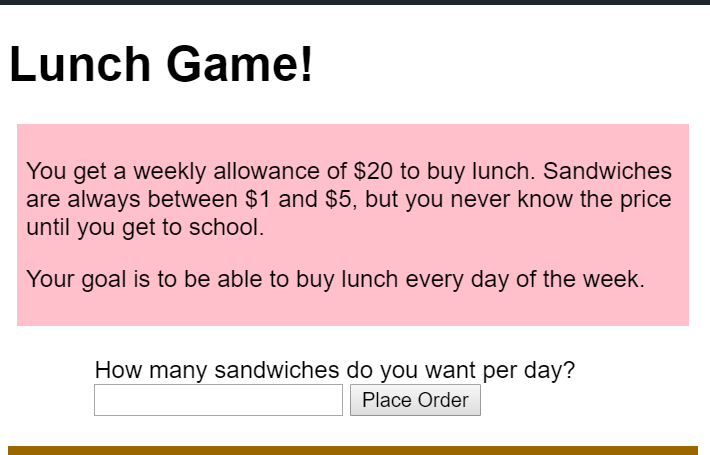 Lunch Game!
You get a weekly allowance of $20 to buy lunch. Sandwiches
are always between $1 and $5, but you never know the price
until you get to school.
Your goal is to be able to buy lunch every day of the week.
How many sandwiches do you want per day?
Place Order